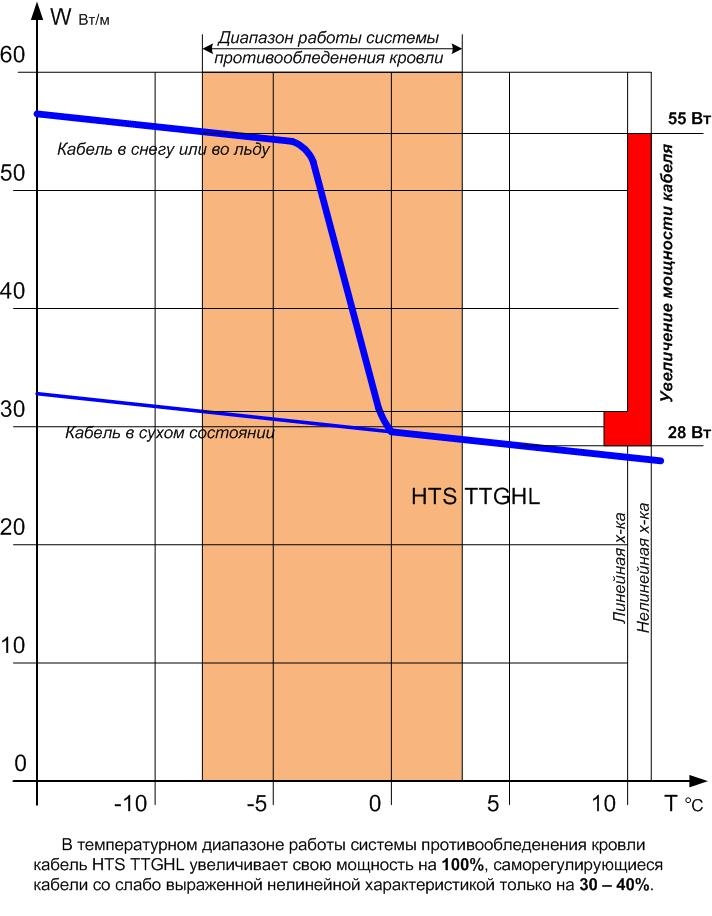 W Вт/м
Диапазон работы системы
противообледенения кровли
60
55 Вт
Кабель в снегу или во льду
50
Увеличение мощности кабеля
40
30
Кабель в сухом состоянии
28 Вт
HTS TTGHL
20
Линейная х-ка
Нелинейная х-ка
10
0
-10 -5 0 5 10 T °C
В температурном диапазоне работы системы противообледенения кровли
кабель HTS TTGHL увеличивает свою мощность на 100%, саморегулирующиеся
кабели со слабо выраженной нелинейной характеристикой только на 30 – 40%.